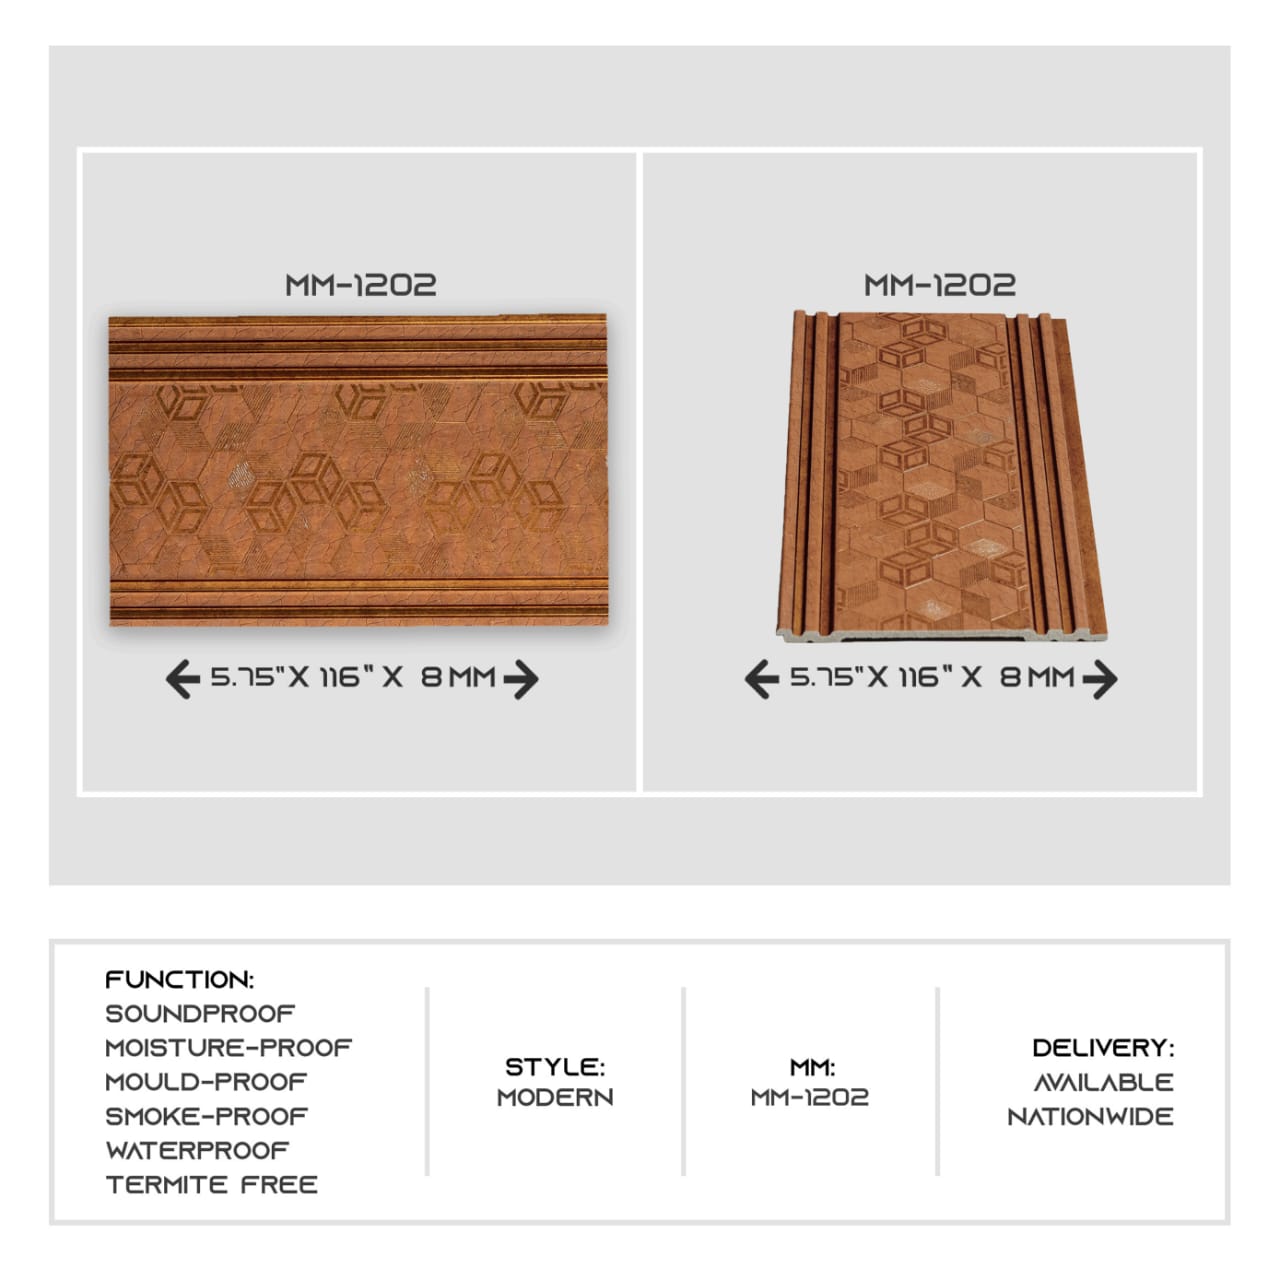 MM-1202
5.75"X 116" X 8 MM
MM-1202
5.75"X 116" X 8 MM
FUNCTION:
SOUNDPROOF
MOISTURE-PROOF
MOULD-PROOF
SMOKE-PROOF
WATERPROOF
TERMITE FREE
STYLE:
MODERN
MM:
MM-1202
DELIVERY:
AVAILABLE
NATIONWIDE